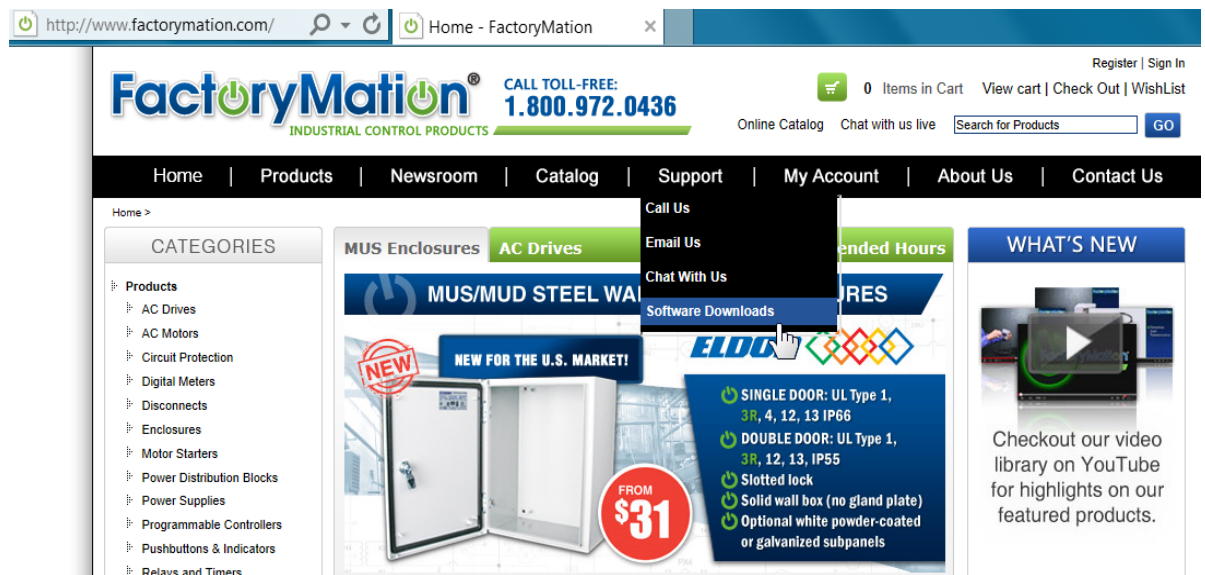 http://www.factorymation.com/
Home - FactoryMation
Register | Sign In
FactoryMation®
INDUSTRIAL CONTROL PRODUCTS
CALL TOLL-FREE:
1.800.972.0436
0 Items in Cart View cart | Check Out | WishList
Online Catalog Chat with us live Search for Products GO
Home | Products | Newsroom | Catalog | Support | My Account | About Us | Contact Us
Call Us
Email Us
Chat With Us
Software Downloads
Home >
CATEGORIES
Products
AC Drives
AC Motors
Circuit Protection
Digital Meters
Disconnects
Enclosures
Motor Starters
Power Distribution Blocks
Power Supplies
Programmable Controllers
Pushbuttons & Indicators
Relays and Timers
MUS Enclosures AC Drives ended Hours
MUS/MUD STEEL WA JRES
NEW
NEW FOR THE U.S. MARKET!
ELDO
SINGLE DOOR: UL Type 1,
3R, 4, 12, 13 IP66
DOUBLE DOOR: UL Type 1,
3R, 12, 13, IP55
Slotted lock
Solid wall box (no gland plate)
Optional white powder-coated
or galvanized subpanels
FROM
$31
WHAT'S NEW
Checkout our video
library on YouTube
for highlights on our
featured products.